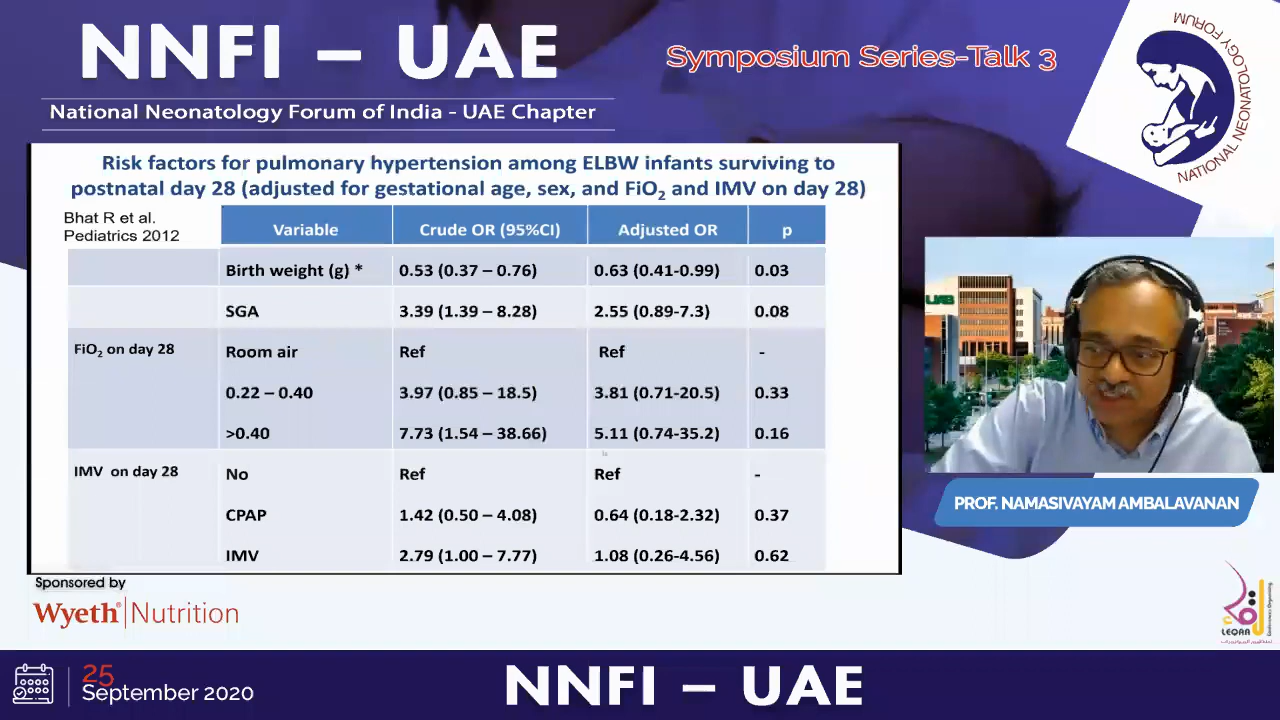 NNFI – UAE
National Neonatology Forum of India - UAE Chapter
Symposium Series-Talk 3
NATIONAL NEONATOLOGY FORUM
Risk factors for pulmonary hypertension among ELBW infants surviving to
postnatal day 28 (adjusted for gestational age, sex, and FiO₂ and IMV on day 28)
Bhat R et al.
Pediatrics 2012
Variable Crude OR (95%CI) Adjusted OR p
Birth weight (g) * 0.53 (0.37 – 0.76) 0.63 (0.41-0.99) 0.03
SGA 3.39 (1.39 – 8.28) 2.55 (0.89-7.3) 0.08
FiO₂ on day 28 Room air Ref Ref -
0.22 – 0.40 3.97 (0.85 – 18.5) 3.81 (0.71-20.5) 0.33
>0.40 7.73 (1.54 – 38.66) 5.11 (0.74-35.2) 0.16
IMV on day 28 No Ref Ref -
CPAP 1.42 (0.50 – 4.08) 0.64 (0.18-2.32) 0.37
IMV 2.79 (1.00 – 7.77) 1.08 (0.26-4.56) 0.62
UAB
PROF. NAMASIVAYAM AMBALAVANAN
Sponsored by
Wyeth® Nutrition
LEQAA
25
September 2020
NNFI – UAE